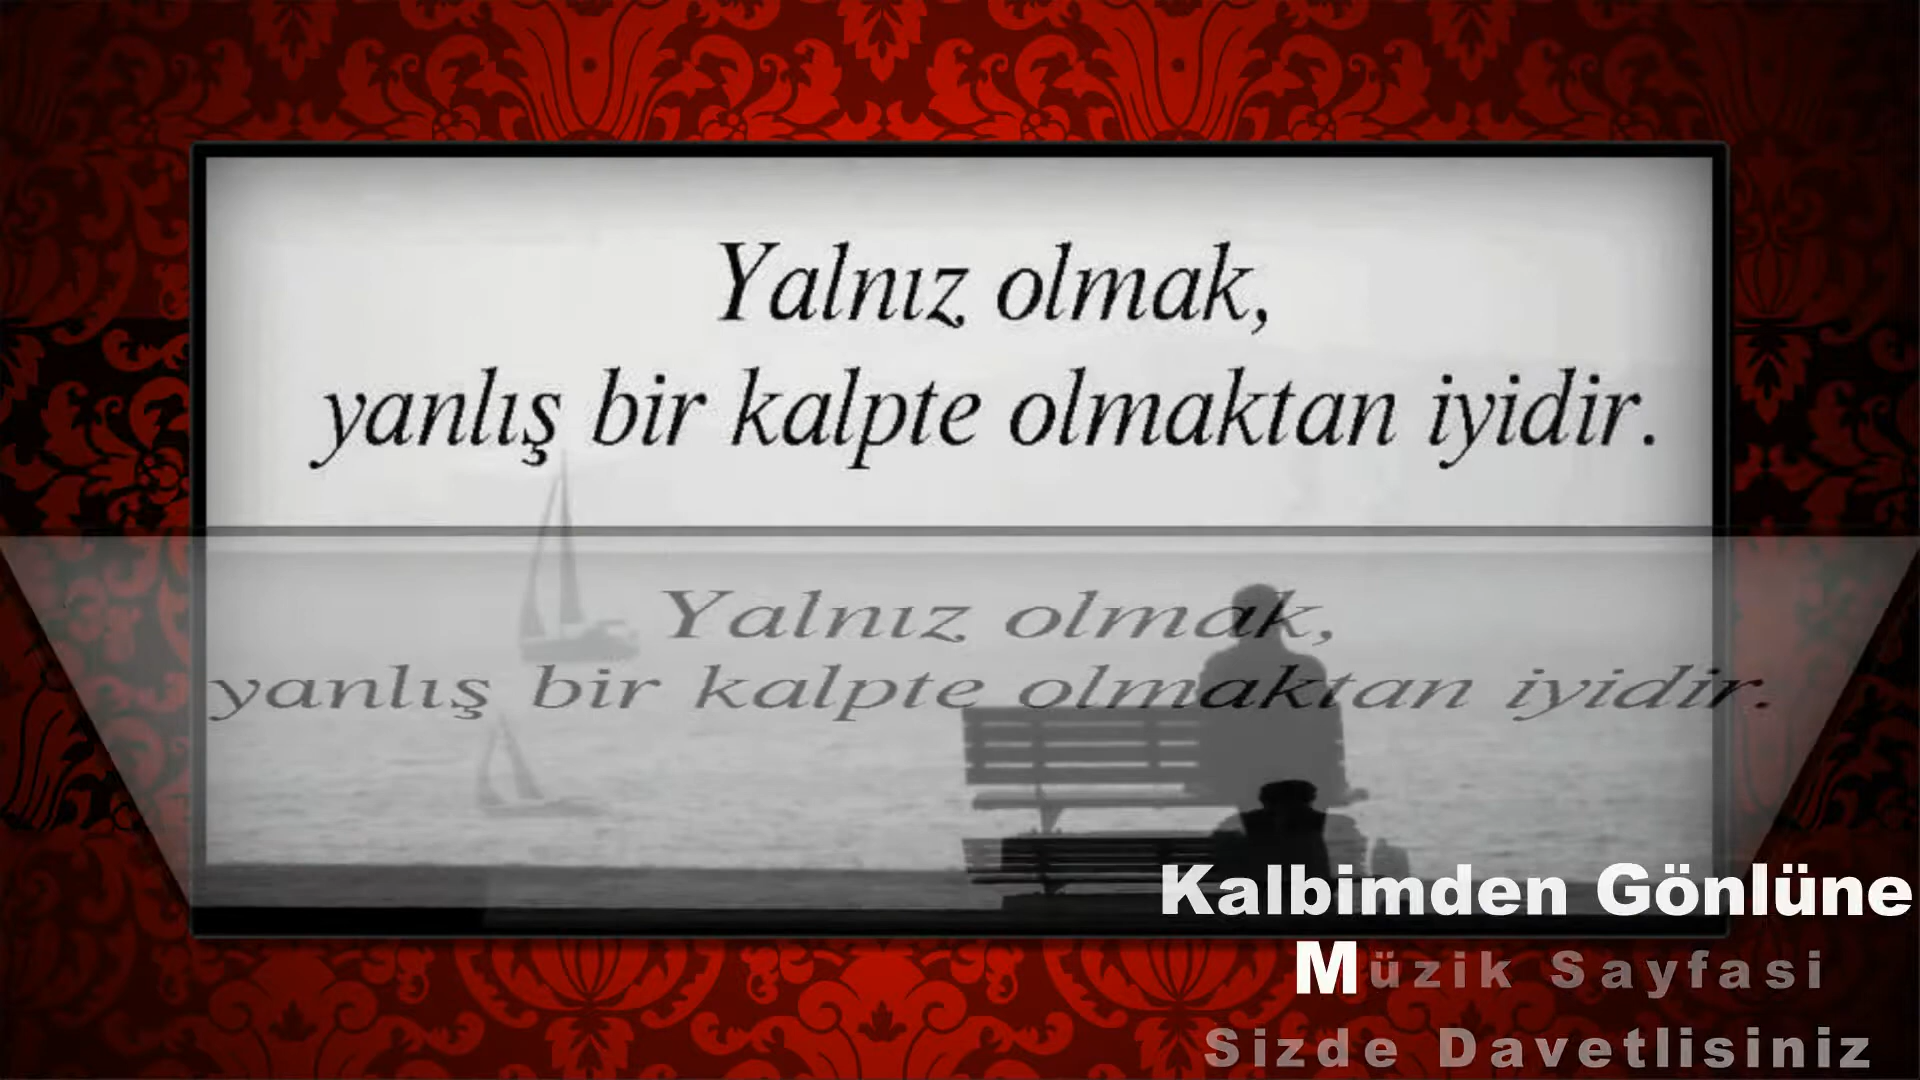 Yalnız olmak,
yanlış bir kalpte olmaktan iyidir.
Yalnız olmak,
yanlış bir kalpte olmaktan iyidir.
Kalbimden Gönlüne
Müzik Sayfasi
Sizde Davetlisiniz